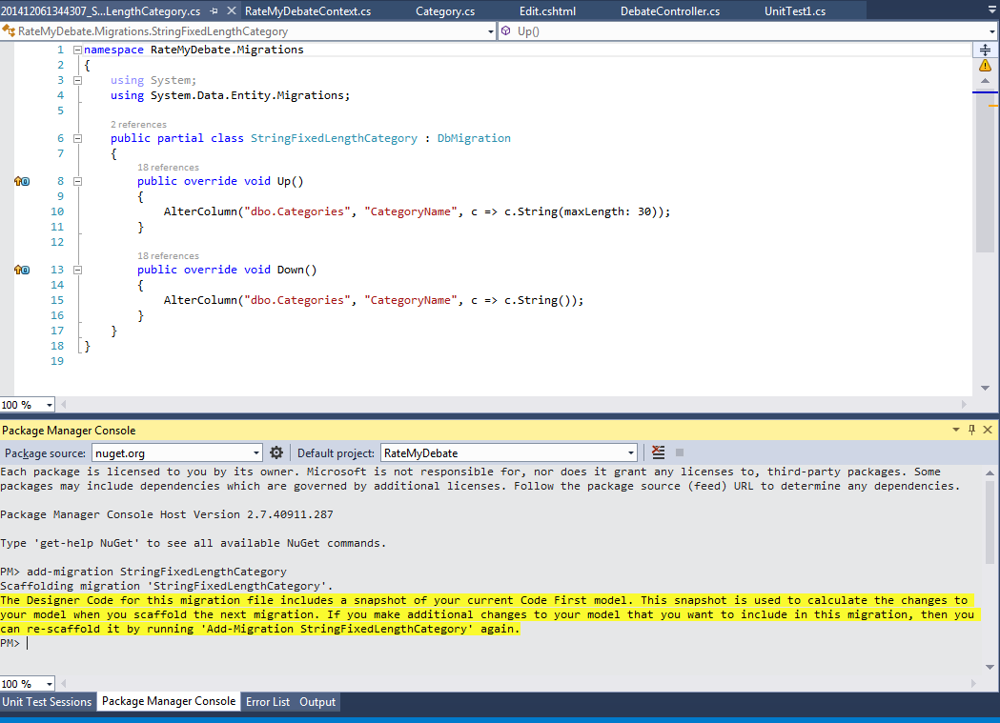 201412061344307_S...LengthCategory.cs RateMyDebateContext.cs Category.cs Edit.cshtml DebateController.cs UnitTest1.cs
RateMyDebate.Migrations.StringFixedLengthCategory Up()
1 namespace RateMyDebate.Migrations
2 {
3 using System;
4 using System.Data.Entity.Migrations;
5
2 references
6 public partial class StringFixedLengthCategory : DbMigration
7 {
18 references
8 public override void Up()
9 {
10 AlterColumn("dbo.Categories", "CategoryName", c => c.String(maxLength: 30));
11 }
12
18 references
13 public override void Down()
14 {
15 AlterColumn("dbo.Categories", "CategoryName", c => c.String());
16 }
17 }
18 }
19
100 %
Package Manager Console
Package source: nuget.org Default project: RateMyDebate
Each package is licensed to you by its owner. Microsoft is not responsible for, nor does it grant any licenses to, third-party packages. Some
packages may include dependencies which are governed by additional licenses. Follow the package source (feed) URL to determine any dependencies.
Package Manager Console Host Version 2.7.40911.287
Type 'get-help NuGet' to see all available NuGet commands.
PM> add-migration StringFixedLengthCategory
Scaffolding migration 'StringFixedLengthCategory'.
The Designer Code for this migration file includes a snapshot of your current Code First model. This snapshot is used to calculate the changes to
your model when you scaffold the next migration. If you make additional changes to your model that you want to include in this migration, then you
can re-scaffold it by running 'Add-Migration StringFixedLengthCategory' again.
PM>
100 %
Unit Test Sessions Package Manager Console Error List Output